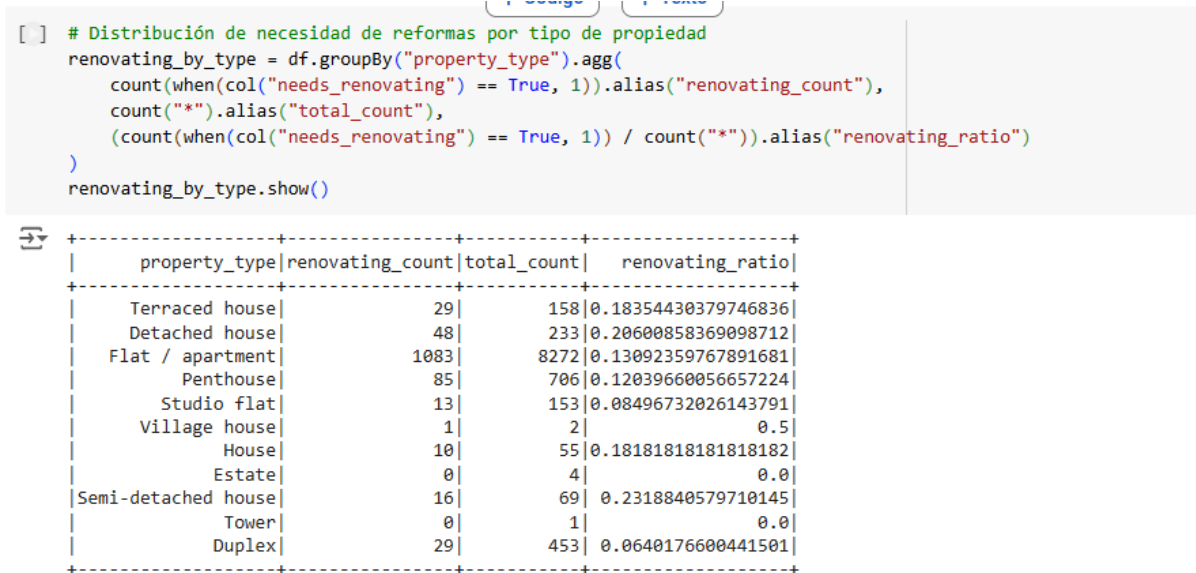 [ ] # Distribución de necesidad de reformas por tipo de propiedad
renovating_by_type = df.groupBy("property_type").agg(
    count(when(col("needs_renovating") == True, 1)).alias("renovating_count"),
    count("*").alias("total_count"),
    (count(when(col("needs_renovating") == True, 1)) / count("*")).alias("renovating_ratio")
)
renovating_by_type.show()
+-------------------+----------------+-----------+-------------------+
|      property_type|renovating_count|total_count|   renovating_ratio|
+-------------------+----------------+-----------+-------------------+
|     Terraced house|              29|        158|0.18354430379746836|
|     Detached house|              48|        233|0.20600858369098712|
|   Flat / apartment|            1083|       8272|0.13092359767891681|
|          Penthouse|              85|        706|0.12039660056657224|
|        Studio flat|              13|        153|0.08496732026143791|
|      Village house|               1|          2|                0.5|
|              House|              10|         55|0.18181818181818182|
|             Estate|               0|          4|                0.0|
|Semi-detached house|              16|         69| 0.2318840579710145|
|              Tower|               0|          1|                0.0|
|             Duplex|              29|        453| 0.0640176600441501|
+-------------------+----------------+-----------+-------------------+